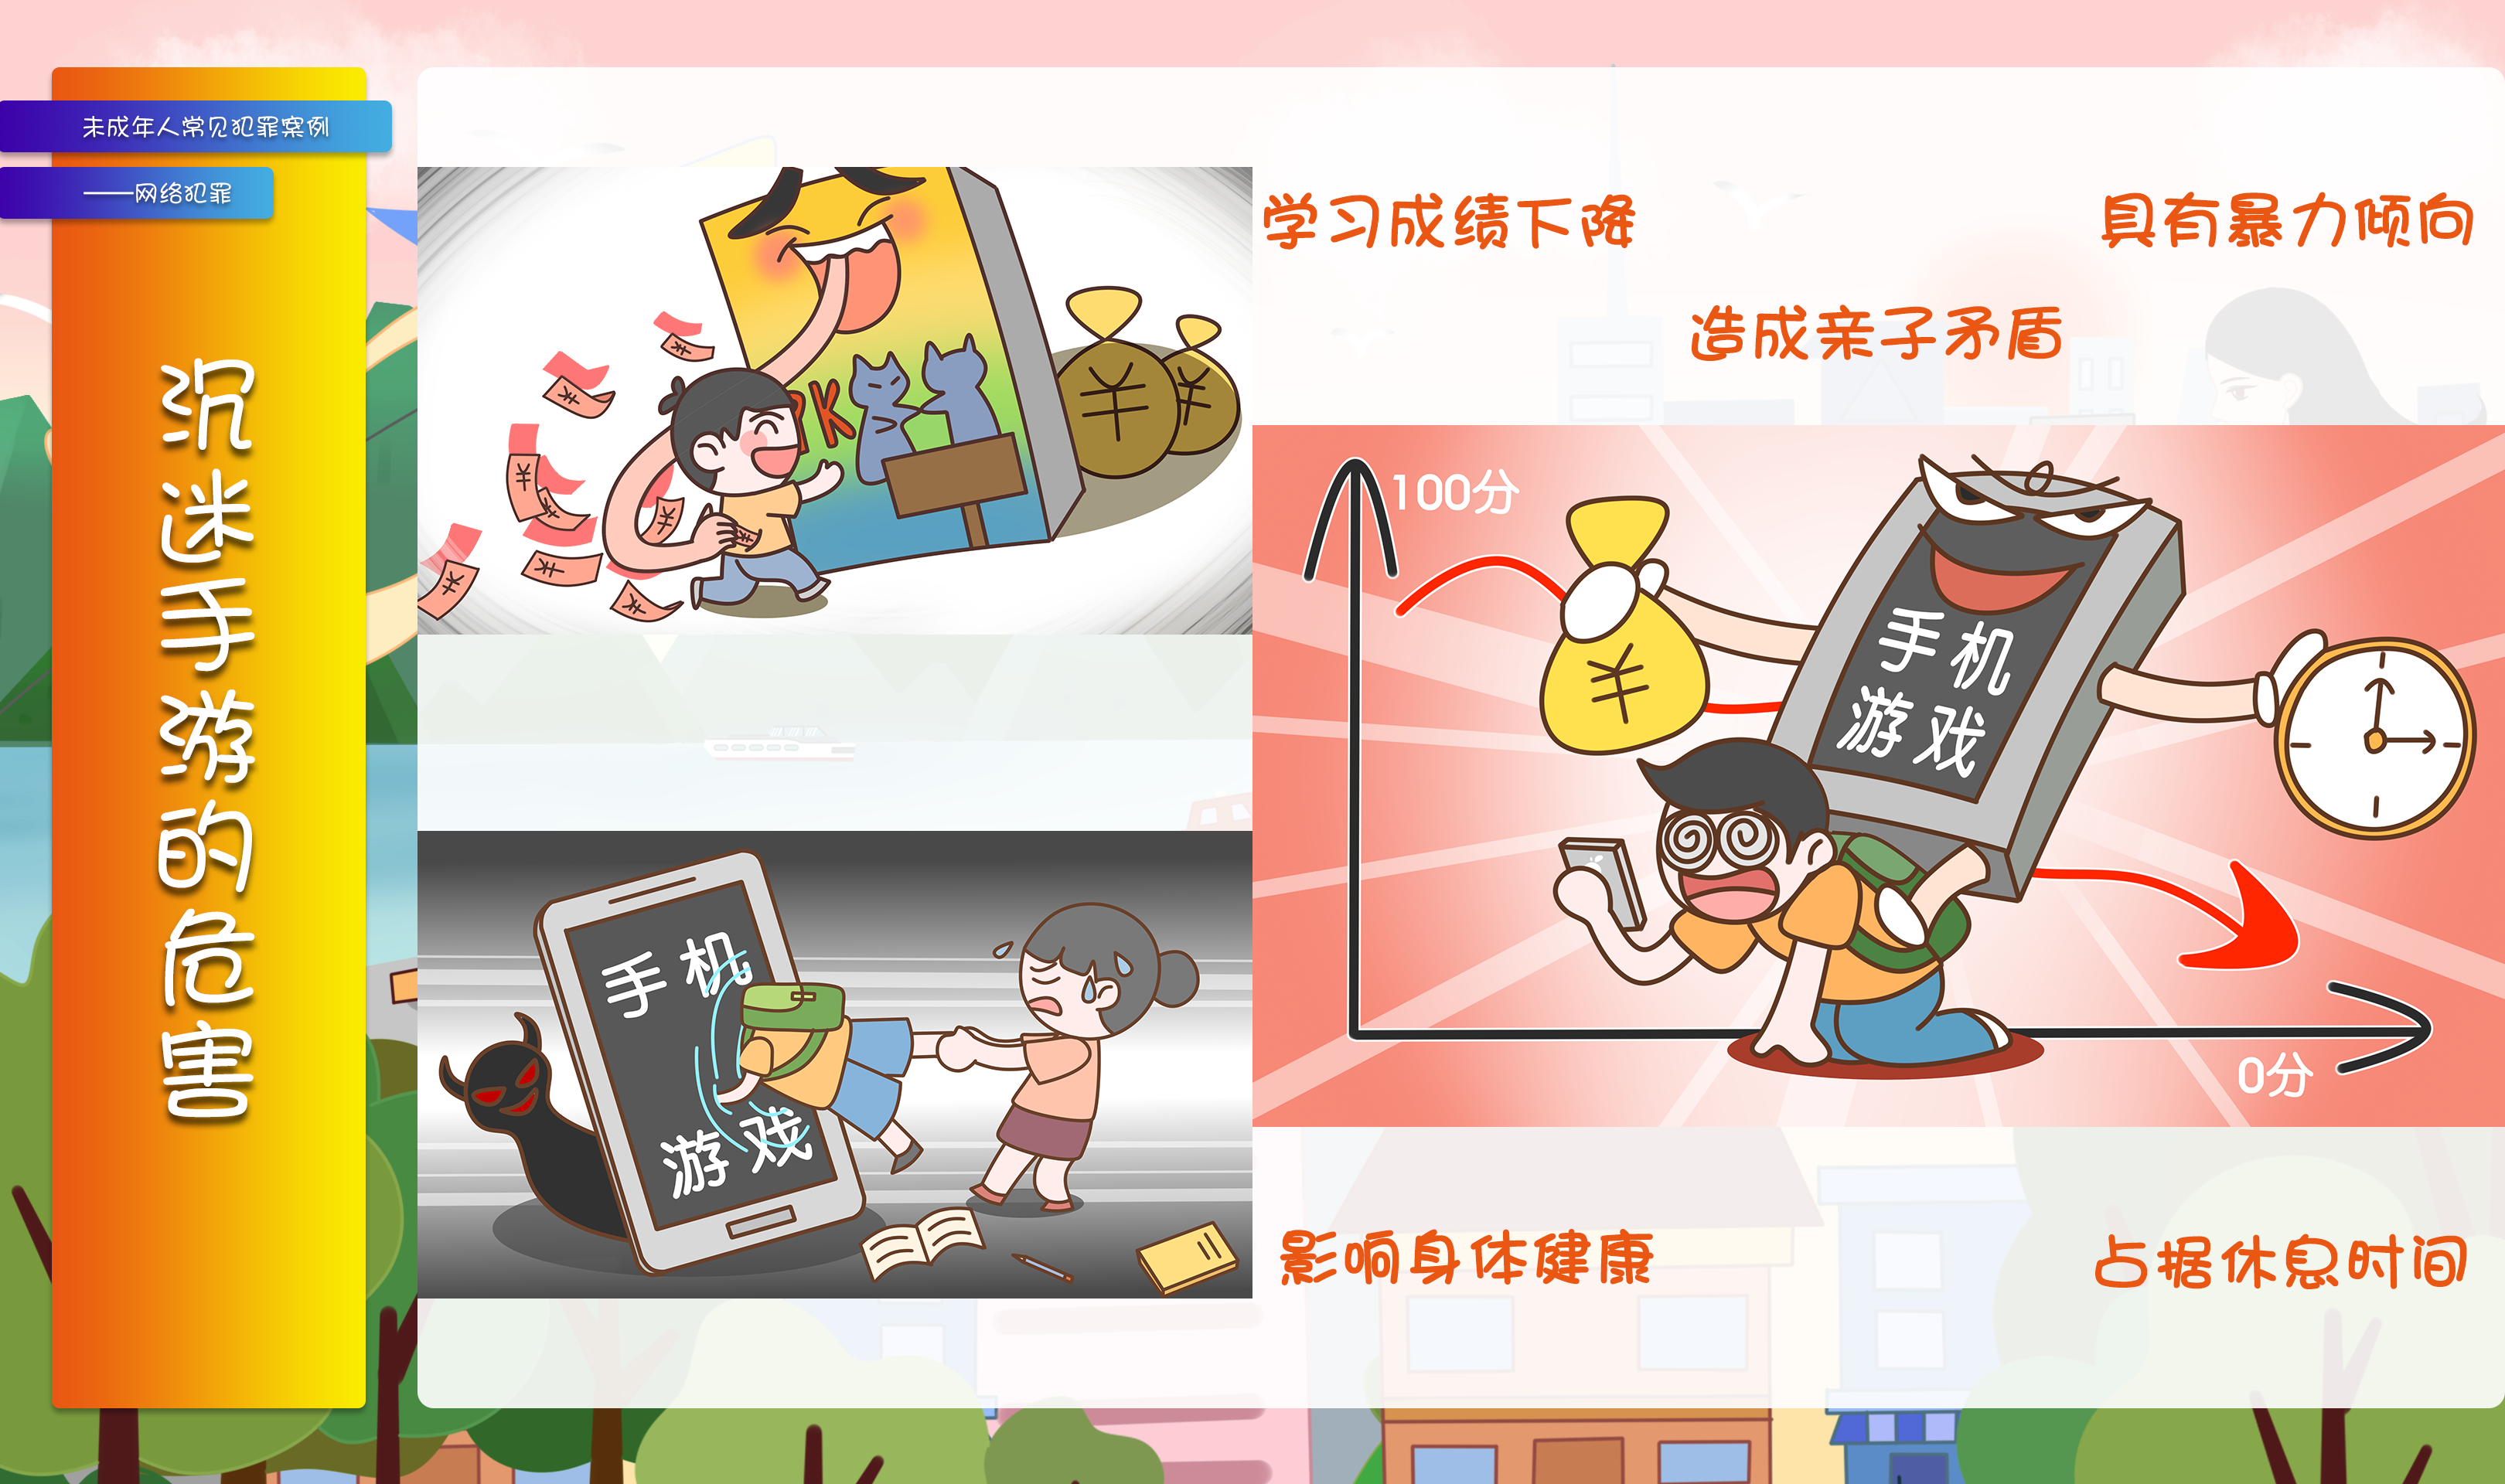 未成年人常见犯罪案例
——网络犯罪
沉迷手游的危害
PK
¥
¥
¥
¥
¥
¥
¥
¥
¥
¥
¥
手机
游戏
学习成绩下降
具有暴力倾向
造成亲子矛盾
100分
¥
手机
游戏
0分
影响身体健康
占据休息时间